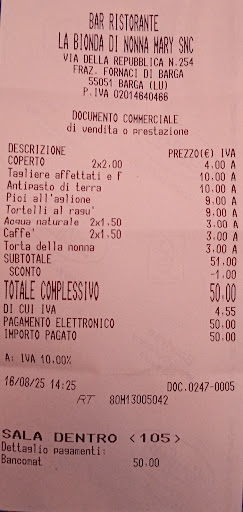 BAR RISTORANTE
LA BIONDA DI NONNA MARY SNC
VIA DELLA REPUBBLICA N.254
FRAZ. FORNACI DI BARGA
55051 BARGA (LU)
P.IVA 02014640466
DOCUMENTO COMMERCIALE
di vendita o prestazione
DESCRIZIONE PREZZO(€) IVA
COPERTO 2x2,00 4,00 A
Tagliere affettati e f 10,00 A
Antipasto di terra 10,00 A
Pici all'aglione 9,00 A
Tortelli al ragu' 9,00 A
Acqua naturale 2x1,50 3,00 A
Caffe' 2x1,50 3,00 A
Torta della nonna 3,00 A
SUBTOTALE 51,00
SCONTO -1,00
TOTALE COMPLESSIVO 50,00
DI CUI IVA 4,55
PAGAMENTO ELETTRONICO 50,00
IMPORTO PAGATO 50,00
A: IVA 10,00%
16/08/25 14:25 DOC.0247-0005
RT 80M13005042
SALA DENTRO <105>
Dettaglio pagamenti:
Bancomat 50,00